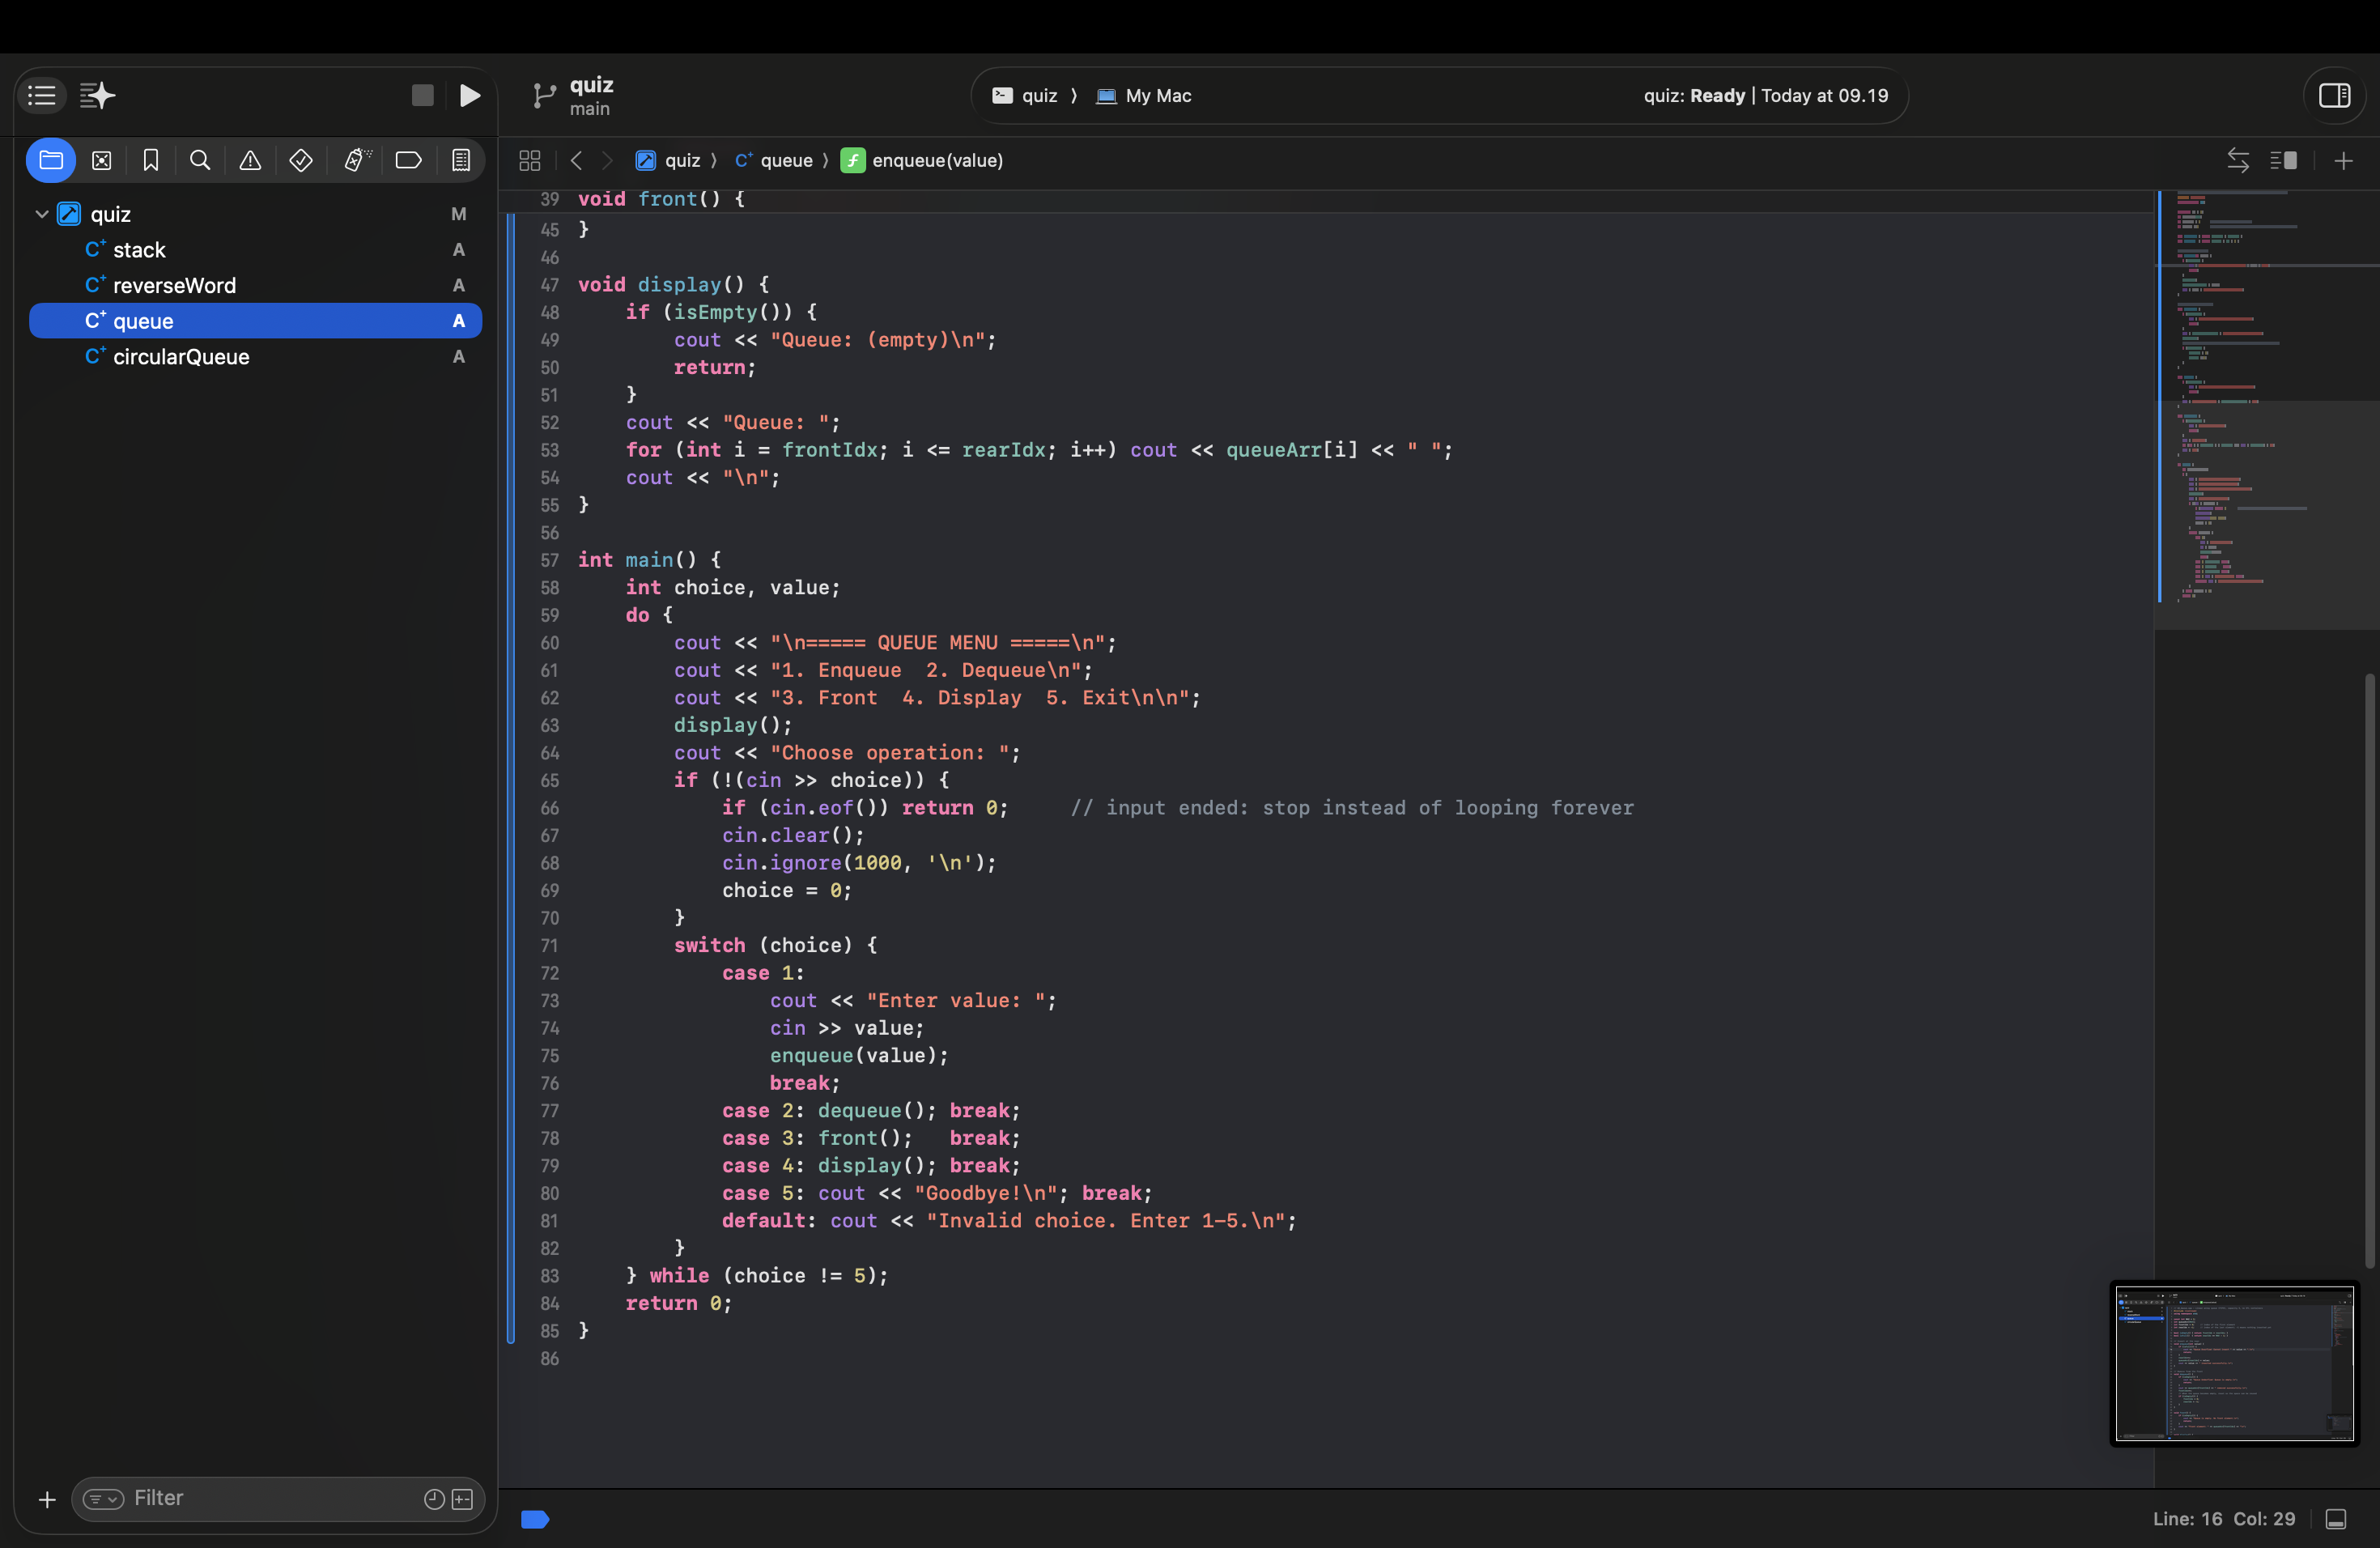 quiz
main
quiz 〉 My Mac
quiz: Ready | Today at 09.19
quiz 〉 queue 〉 enqueue(value)
quiz M
stack A
reverseWord A
queue A
circularQueue A
39 void front() {
45 }
46
47 void display() {
48     if (isEmpty()) {
49         cout << "Queue: (empty)\n";
50         return;
51     }
52     cout << "Queue: ";
53     for (int i = frontIdx; i <= rearIdx; i++) cout << queueArr[i] << " ";
54     cout << "\n";
55 }
56
57 int main() {
58     int choice, value;
59     do {
60         cout << "\n===== QUEUE MENU =====\n";
61         cout << "1. Enqueue  2. Dequeue\n";
62         cout << "3. Front  4. Display  5. Exit\n\n";
63         display();
64         cout << "Choose operation: ";
65         if (!(cin >> choice)) {
66             if (cin.eof()) return 0;     // input ended: stop instead of looping forever
67             cin.clear();
68             cin.ignore(1000, '\n');
69             choice = 0;
70         }
71         switch (choice) {
72             case 1:
73                 cout << "Enter value: ";
74                 cin >> value;
75                 enqueue(value);
76                 break;
77             case 2: dequeue(); break;
78             case 3: front();   break;
79             case 4: display(); break;
80             case 5: cout << "Goodbye!\n"; break;
81             default: cout << "Invalid choice. Enter 1-5.\n";
82         }
83     } while (choice != 5);
84     return 0;
85 }
86
Filter
Line: 16 Col: 29